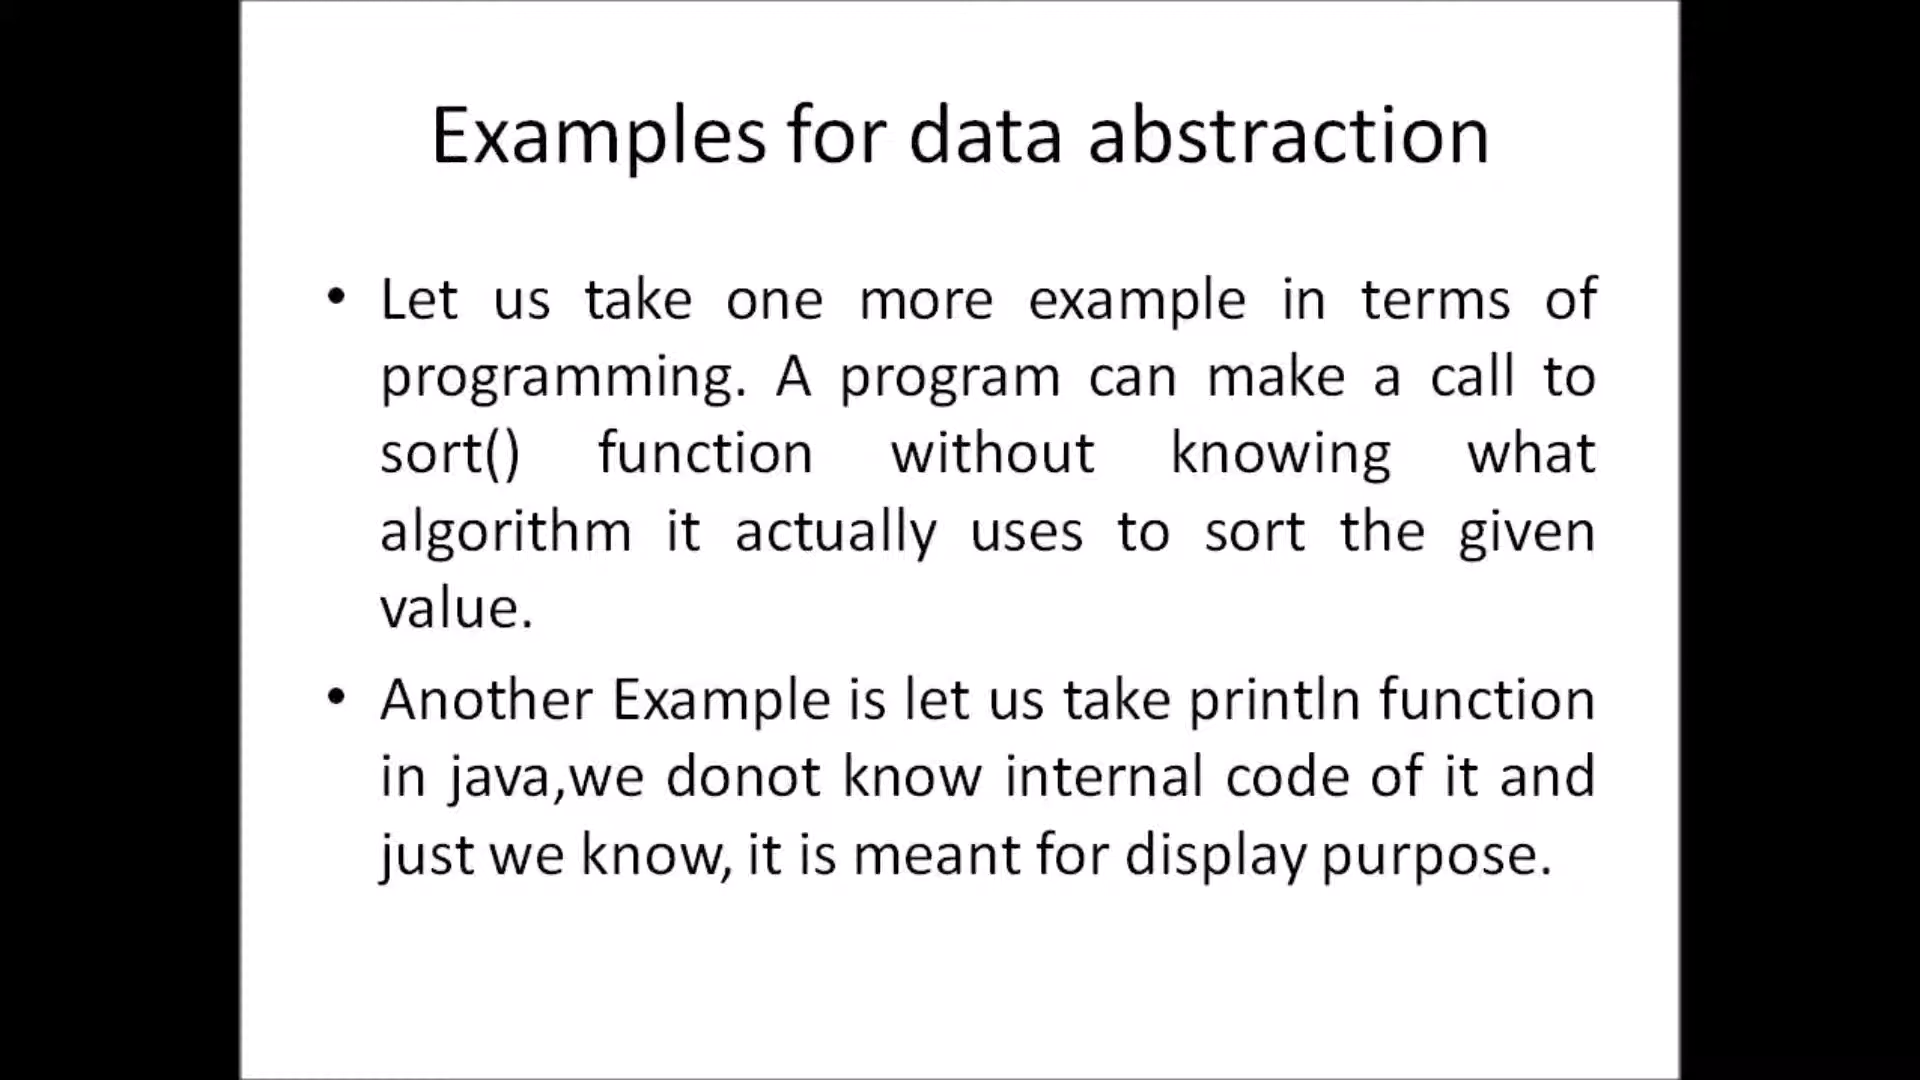 Examples for data abstraction
• Let us take one more example in terms of
programming. A program can make a call to
sort() function without knowing what
algorithm it actually uses to sort the given
value.
• Another Example is let us take println function
in java,we donot know internal code of it and
just we know, it is meant for display purpose.